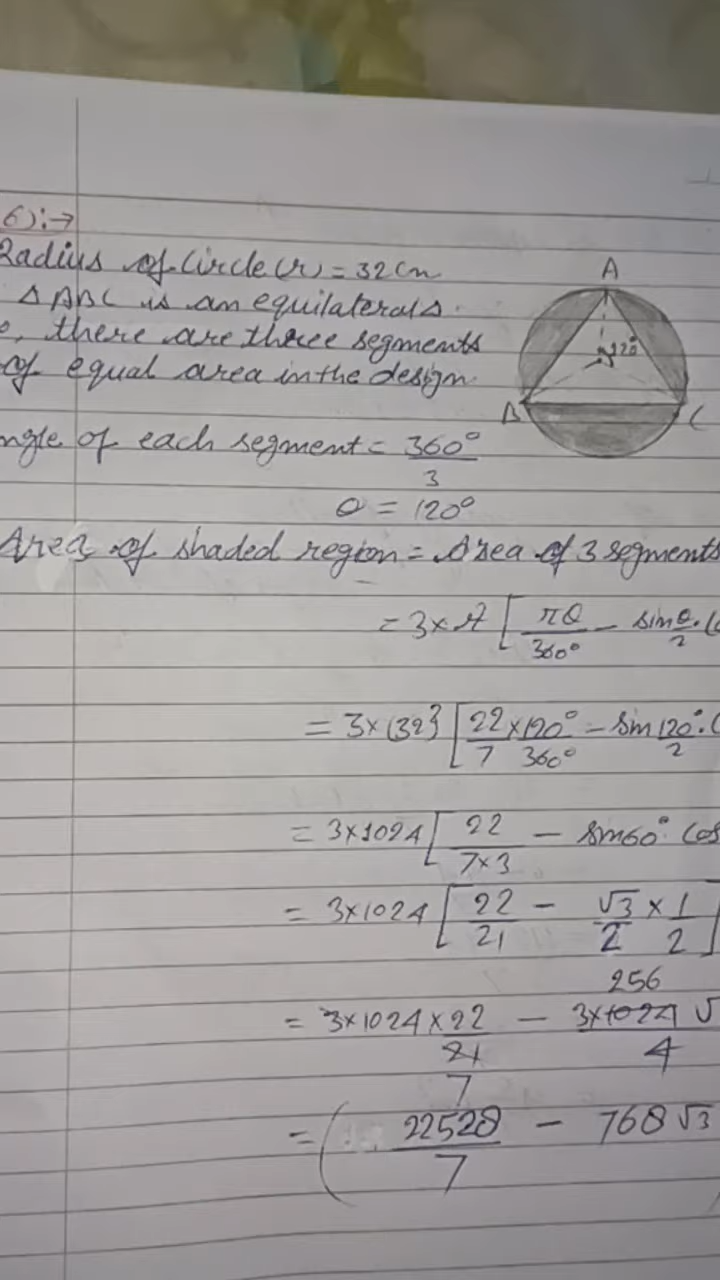 6):→
Radius of Circle (r) = 32 Cm
A
Δ ABC is an equilateral Δ.
there are three segments
120°
of equal area in the design.
B
C
ngle of each segment = 360°/3
θ = 120°
Area of shaded region = Area of 3 segments
= 3 × r² [ πθ/360° - sin θ/2 . C
= 3 × (32)² [ 22/7 × 120°/360° - Sin 120°/2 . C
= 3×1024 [ 22/7×3 - Sin 60° . Cos
= 3×1024 [ 22/21 - √3/2 × 1/2 ]
256
= 3×1024×22/21 - 3×1024 √/4
7
= ( 22528/7 - 768√3